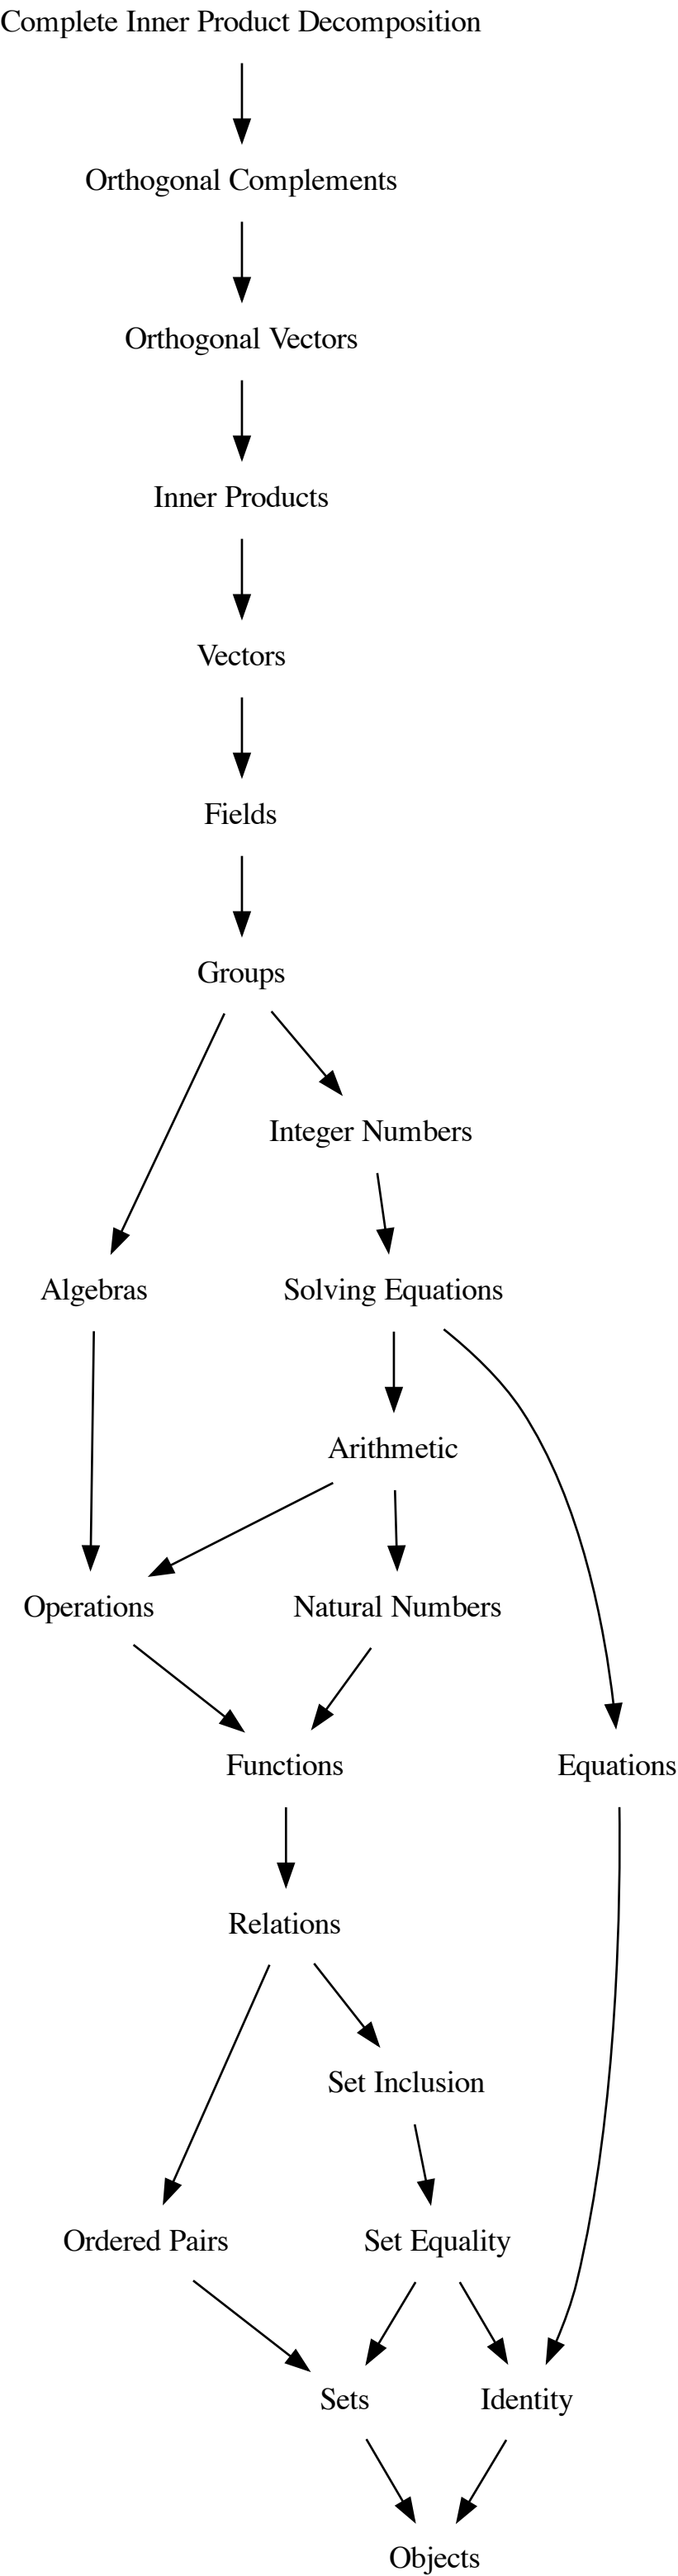 Complete Inner Product Decomposition
Orthogonal Complements
Orthogonal Vectors
Inner Products
Vectors
Fields
Groups
Integer Numbers
Algebras
Solving Equations
Arithmetic
Operations
Natural Numbers
Functions
Equations
Relations
Set Inclusion
Ordered Pairs
Set Equality
Sets
Identity
Objects